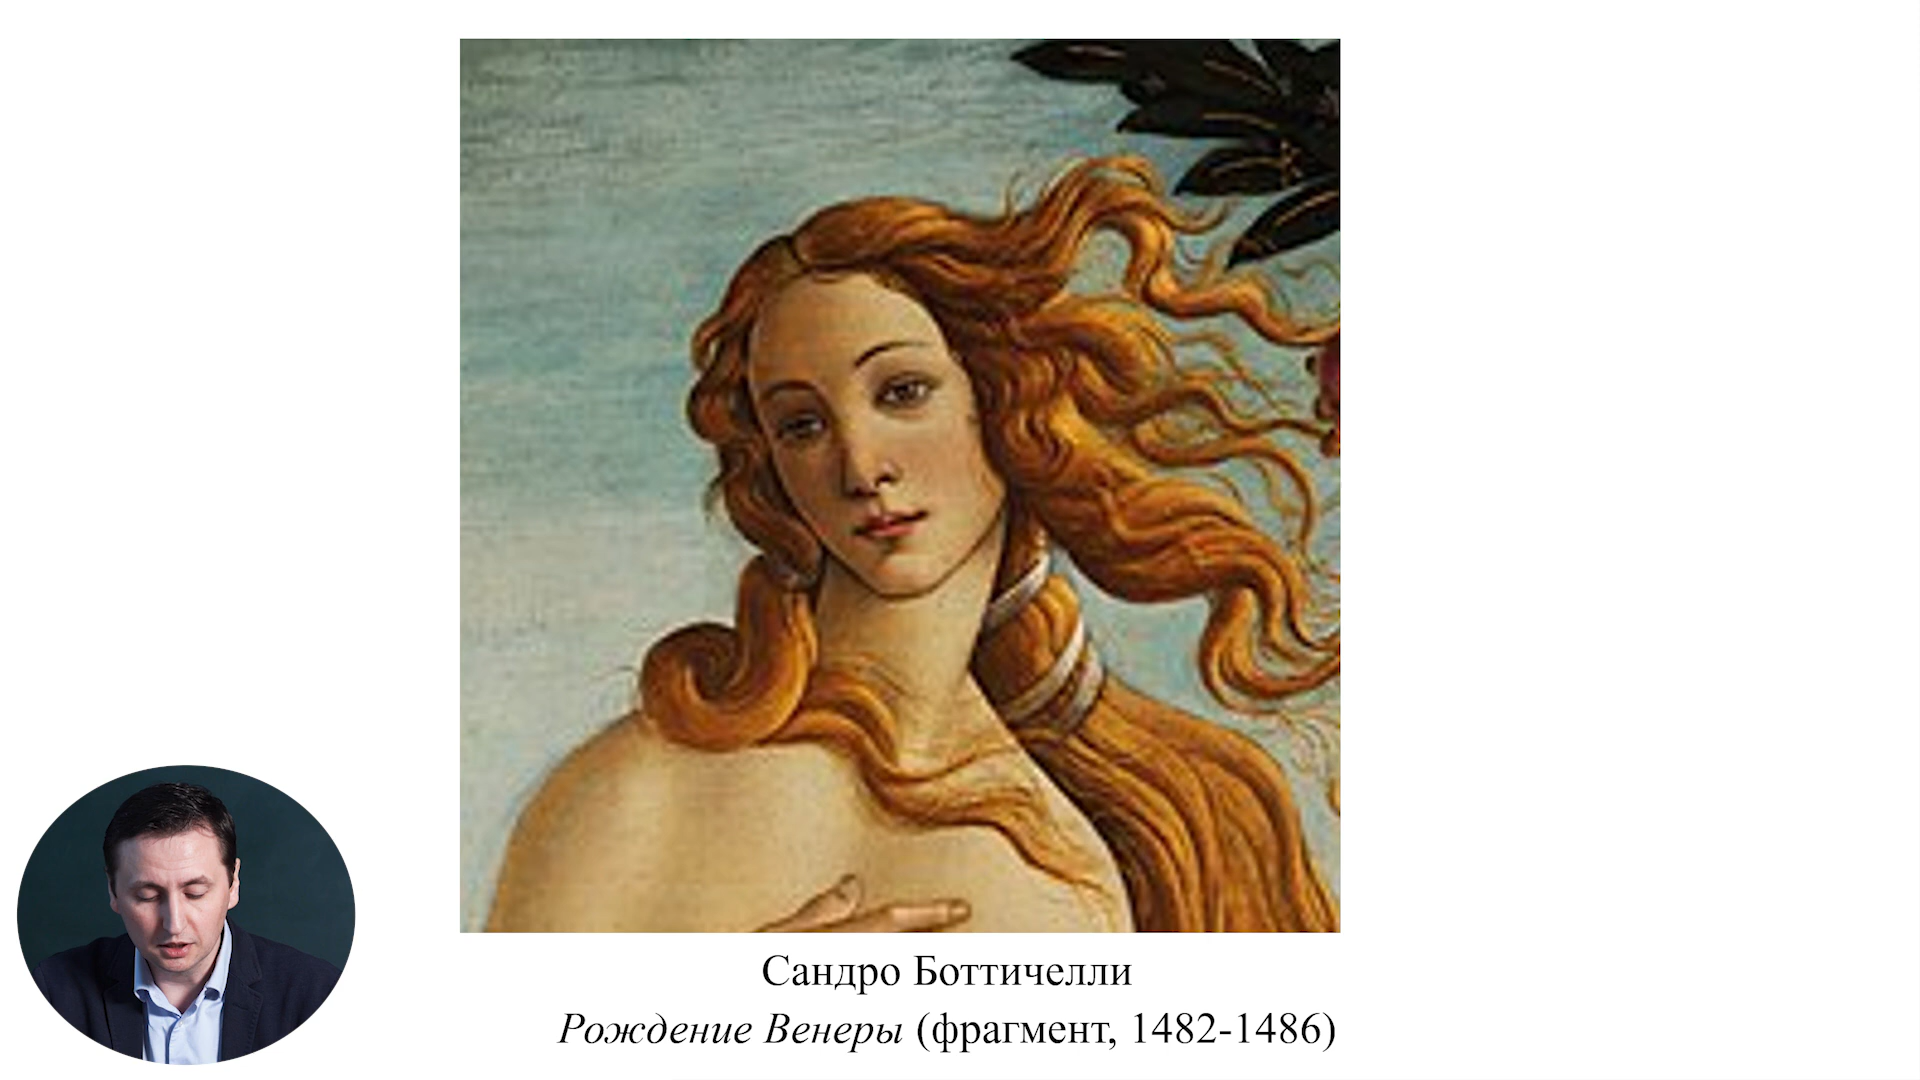 Сандро Боттичелли
Рождение Венеры (фрагмент, 1482-1486)